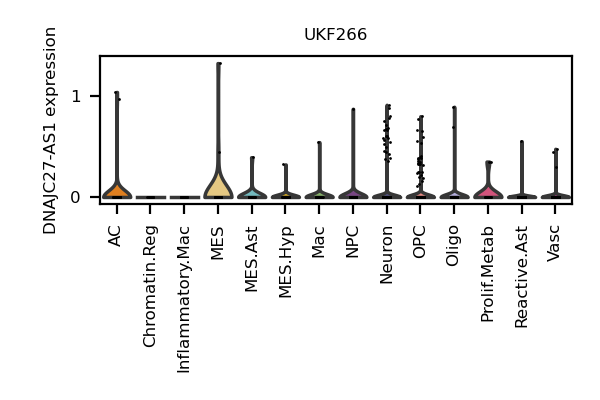 UKF266
DNAJC27-AS1 expression
1
0
AC
Chromatin.Reg
Inflammatory.Mac
MES
MES.Ast
MES.Hyp
Mac
NPC
Neuron
OPC
Oligo
Prolif.Metab
Reactive.Ast
Vasc